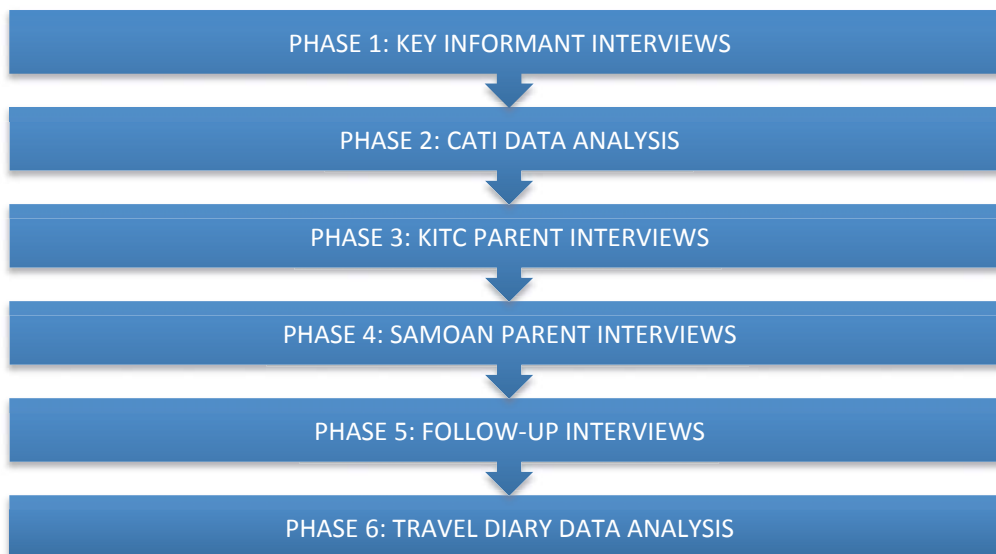 PHASE 1: KEY INFORMANT INTERVIEWS
PHASE 2: CATI DATA ANALYSIS
PHASE 3: KITC PARENT INTERVIEWS
PHASE 4: SAMOAN PARENT INTERVIEWS
PHASE 5: FOLLOW-UP INTERVIEWS
PHASE 6: TRAVEL DIARY DATA ANALYSIS